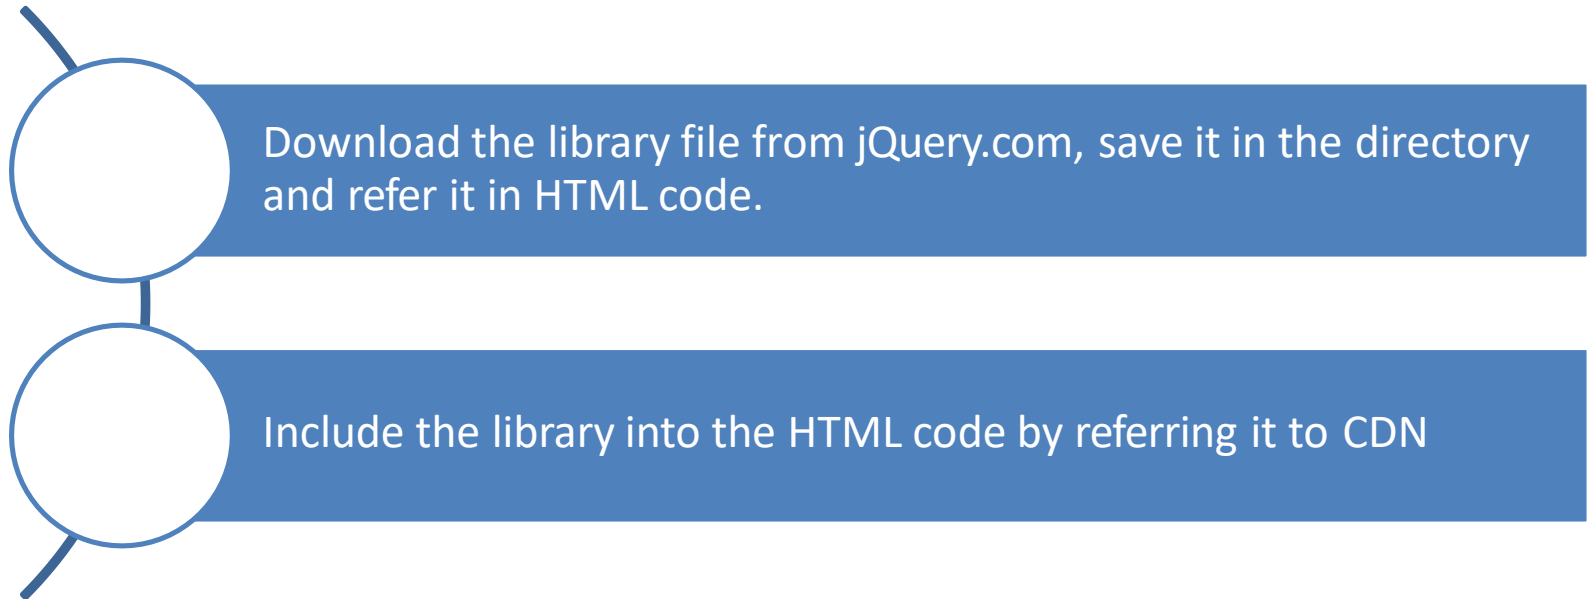 Download the library file from jQuery.com, save it in the directory
and refer it in HTML code.
Include the library into the HTML code by referring it to CDN